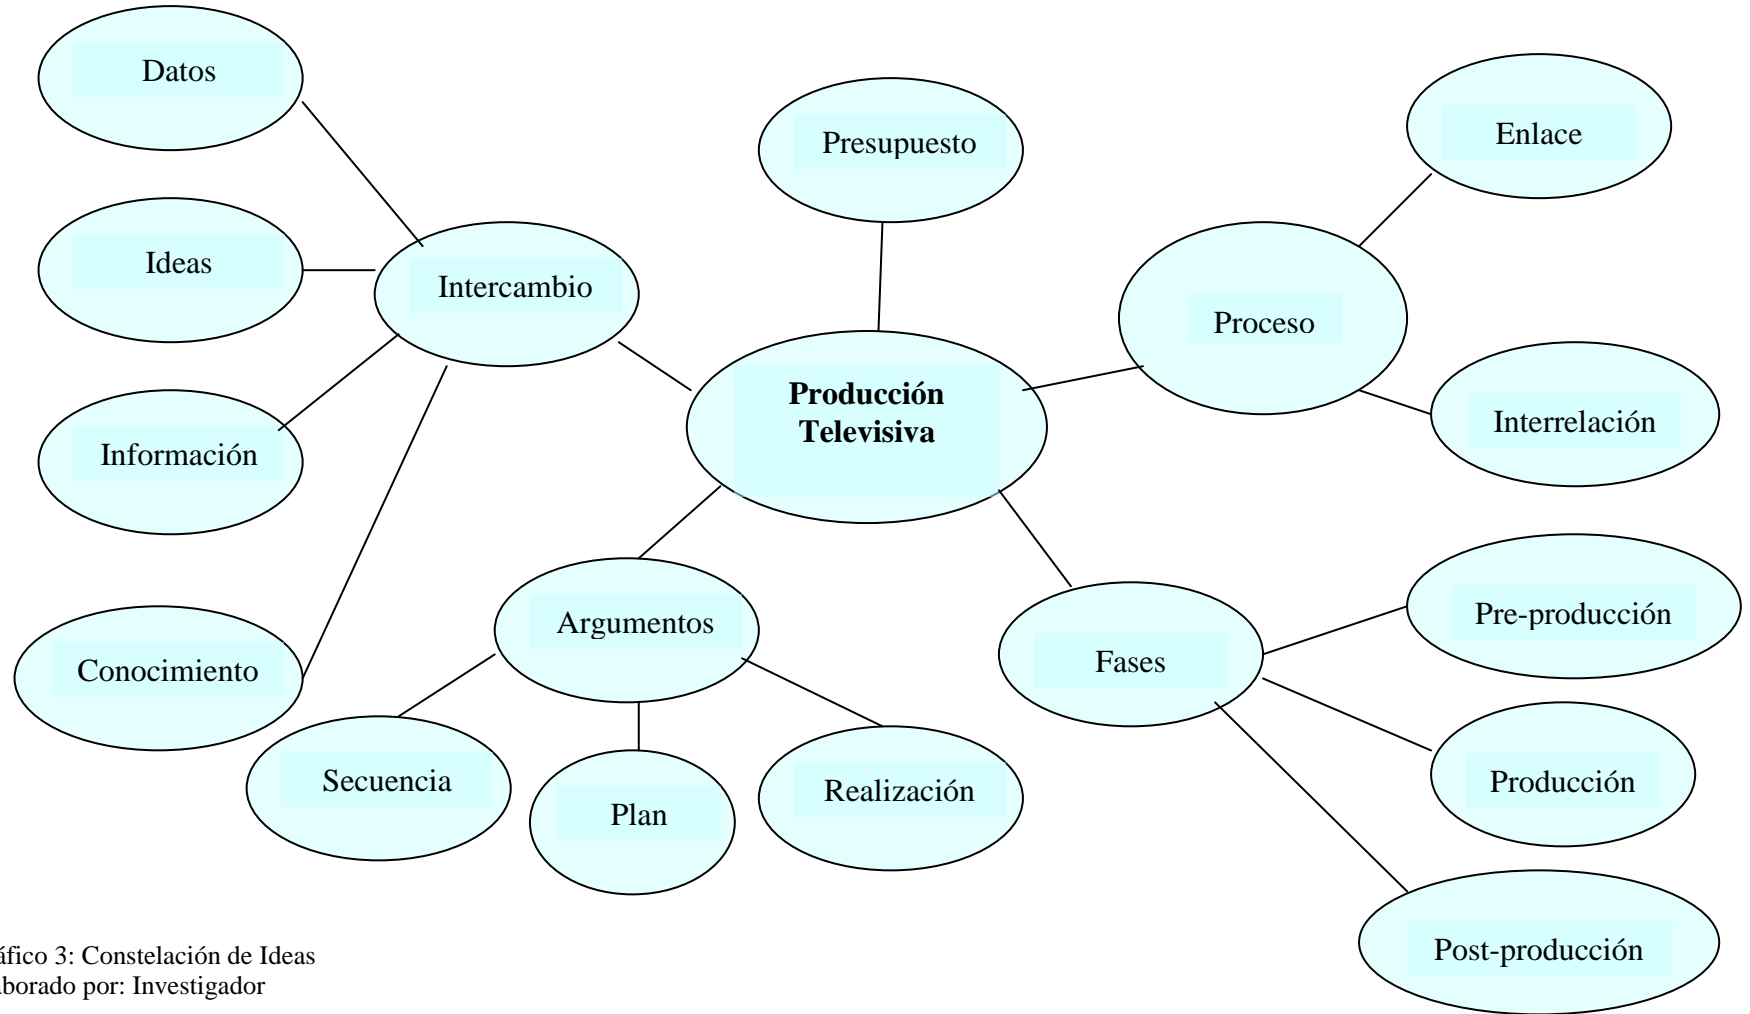 Datos
Presupuesto
Enlace
Ideas
Intercambio
Proceso
Producción
Televisiva
Interrelación
Información
Argumentos
Pre-producción
Fases
Conocimiento
Secuencia
Plan
Realización
Producción
Post-producción
áfico 3: Constelación de Ideas
aborado por: Investigador